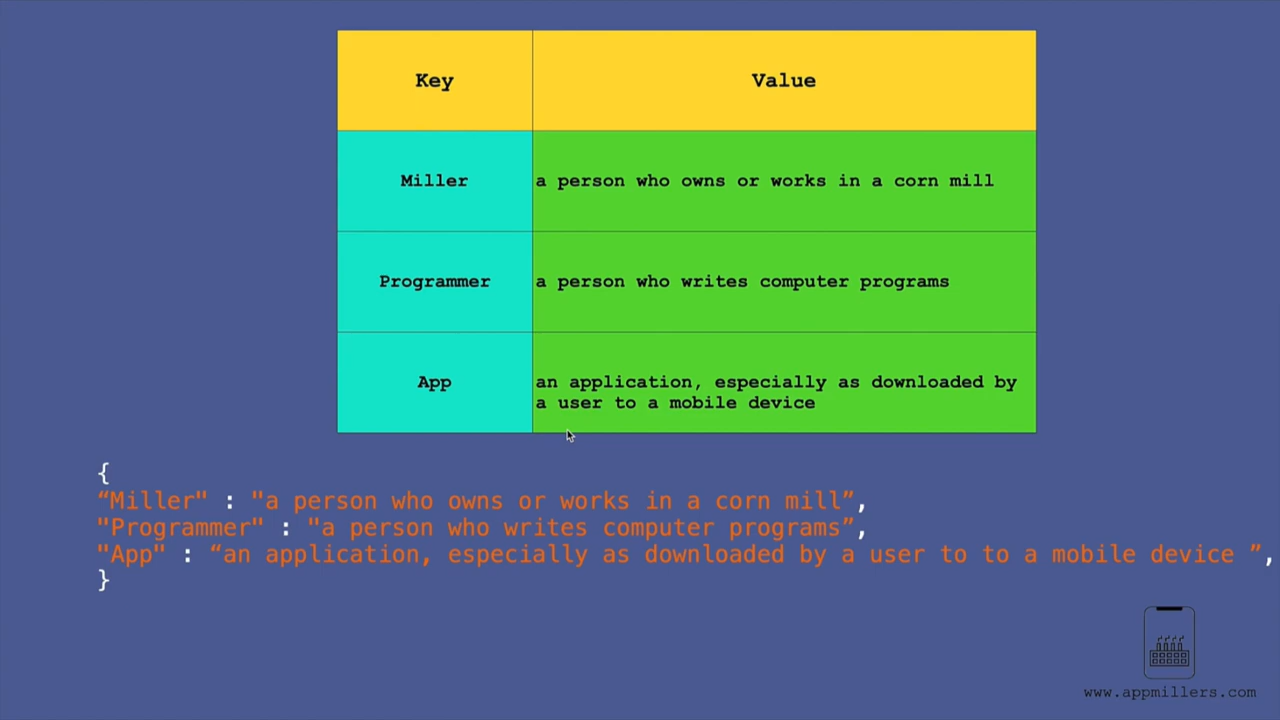 Key Value
Miller a person who owns or works in a corn mill
Programmer a person who writes computer programs
App an application, especially as downloaded by
a user to a mobile device
{
“Miller" : "a person who owns or works in a corn mill”,
"Programmer" : "a person who writes computer programs”,
"App" : “an application, especially as downloaded by a user to to a mobile device ”,
}
www.appmillers.com